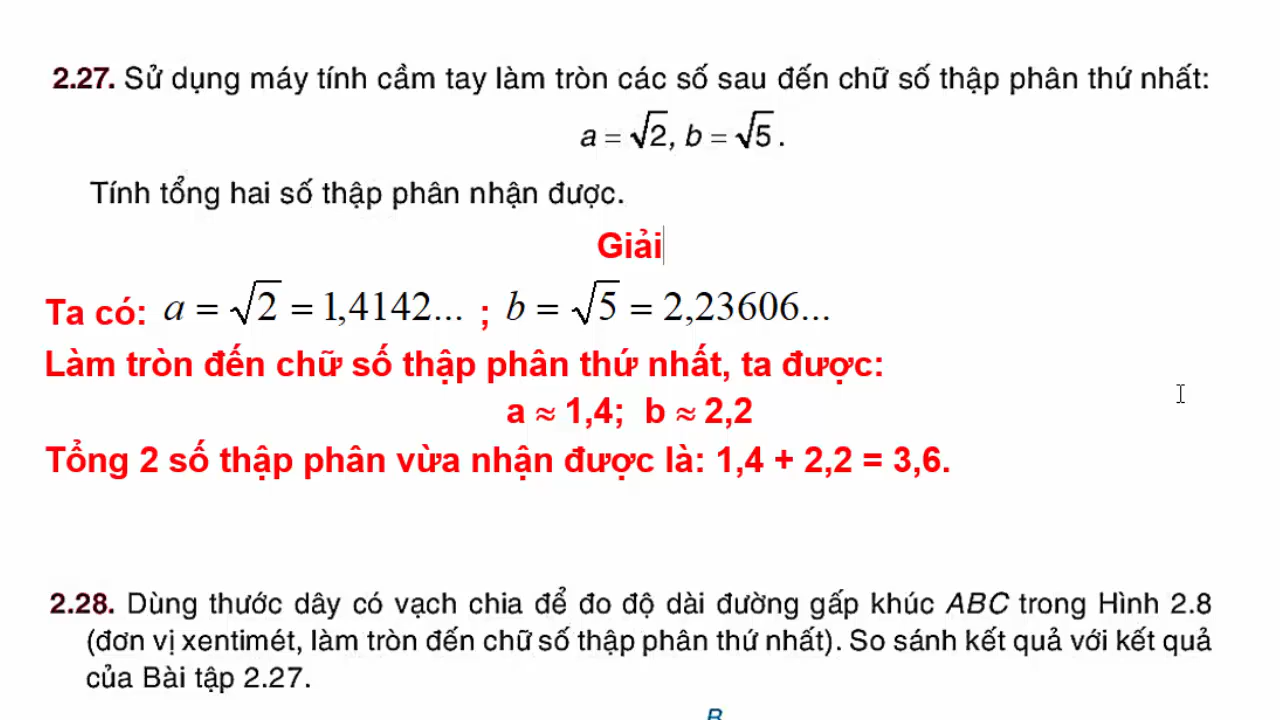 2.27. Sử dụng máy tính cầm tay làm tròn các số sau đến chữ số thập phân thứ nhất:
a = √2, b = √5.
Tính tổng hai số thập phân nhận được.
Giải
Ta có: a = √2 = 1,4142... ; b = √5 = 2,23606...
Làm tròn đến chữ số thập phân thứ nhất, ta được:
a ≈ 1,4; b ≈ 2,2
Tổng 2 số thập phân vừa nhận được là: 1,4 + 2,2 = 3,6.
2.28. Dùng thước dây có vạch chia để đo độ dài đường gấp khúc ABC trong Hình 2.8
(đơn vị xentimét, làm tròn đến chữ số thập phân thứ nhất). So sánh kết quả với kết quả
của Bài tập 2.27.
B